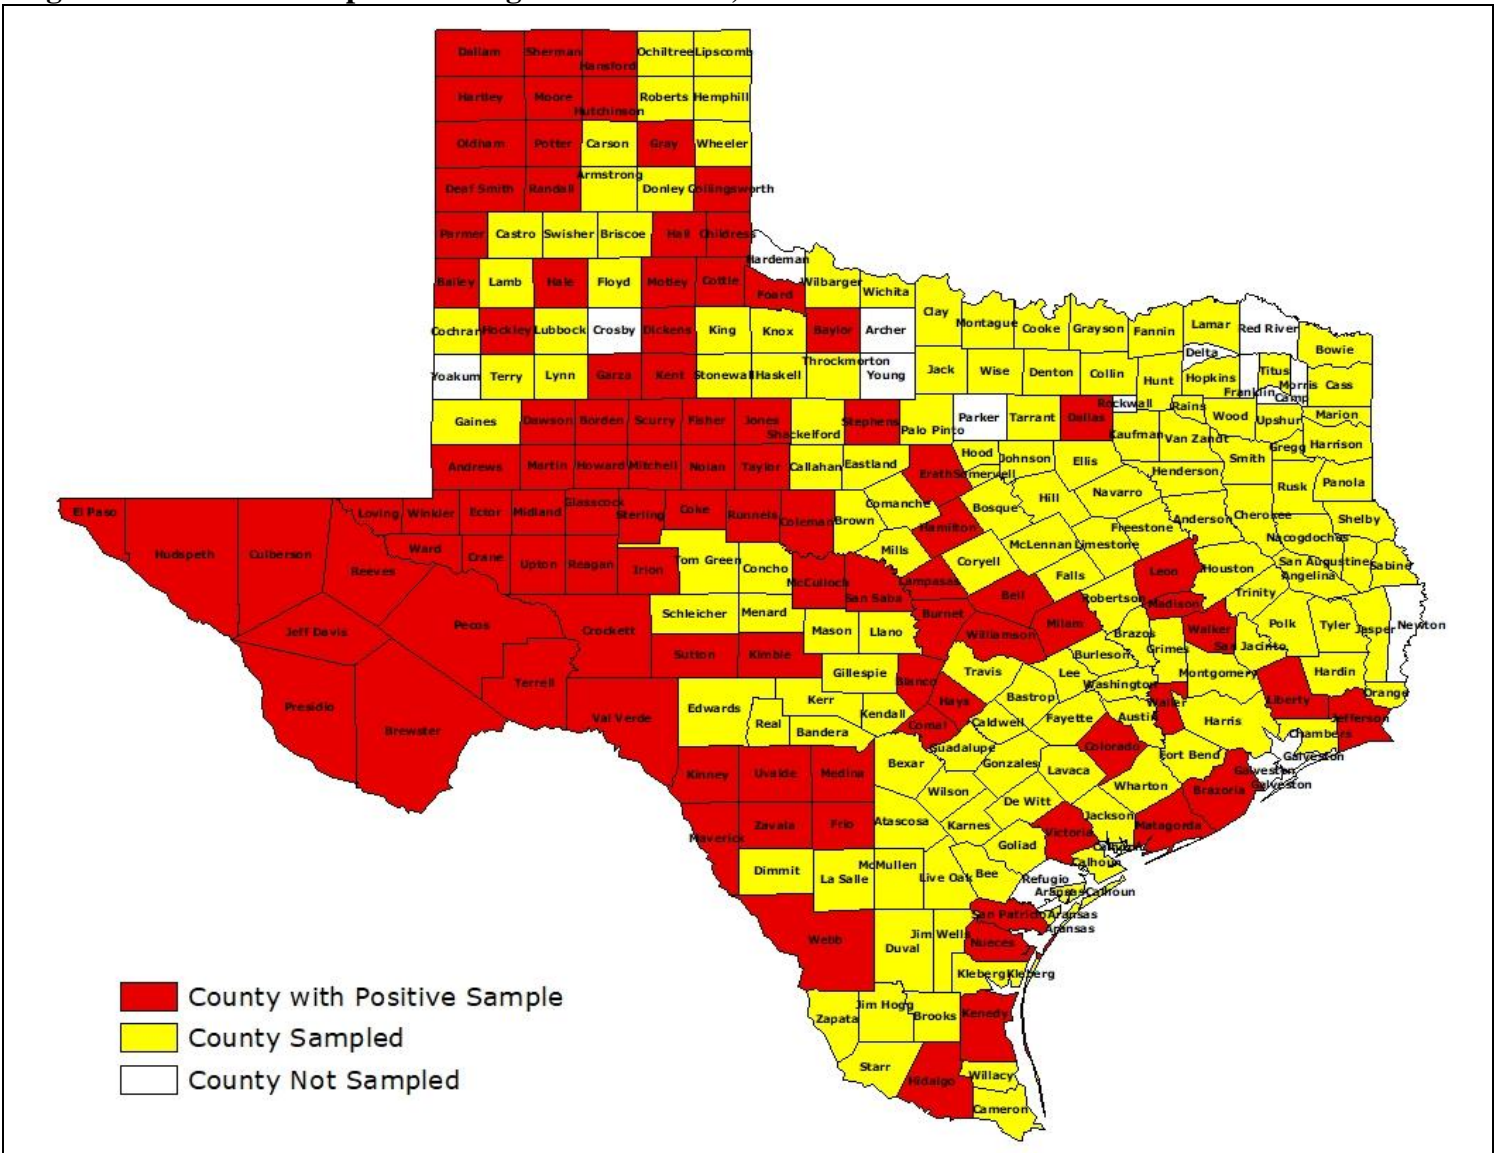 Dallam Sherman Hansford Ochiltree Lipscomb
Hartley Moore Hutchinson Roberts Hemphill
Oldham Potter Carson Gray Wheeler
Deaf Smith Randall Armstrong Donley Collingsworth
Parmer Castro Swisher Briscoe Hall Childress
Hardeman
Bailey Lamb Hale Floyd Motley Cottle Foard Wilbarger Wichita
Cochran Hockley Lubbock Crosby Dickens King Knox Baylor Archer Clay Montague Cooke Grayson Fannin Lamar Red River
Delta Bowie
Yoakum Terry Lynn Garza Kent Stonewall Haskell Throckmorton Young Jack Wise Denton Collin Hunt Hopkins Franklin Titus Morris Cass
Camp
Gaines Dawson Borden Scurry Fisher Jones Shackelford Stephens Palo Pinto Parker Tarrant Dallas Rockwall Rains Wood Upshur Marion
Kaufman Van Zandt Gregg Harrison
Andrews Martin Howard Mitchell Nolan Taylor Callahan Eastland Erath Hood Somervell Johnson Ellis Henderson Smith Rusk Panola
El Paso Loving Winkler Ector Midland Glasscock Sterling Coke Runnels Coleman Brown Comanche Bosque Hill Navarro Anderson Cherokee Shelby
Hamilton Freestone Nacogdoches
Hudspeth Culberson Reeves Ward Crane Upton Reagan Irion Tom Green Concho McCulloch San Saba Mills Lampasas Coryell McLennan Limestone Falls Leon Houston Angelina San Augustine Sabine
Jeff Davis Pecos Crockett Schleicher Menard Mason Llano Burnet Bell Milam Robertson Madison Trinity
Williamson Brazos Walker Polk Tyler Jasper Newton
Sutton Kimble Gillespie Blanco Travis Burleson Grimes San Jacinto
Terrell Lee Washington Montgomery Hardin
Presidio Brewster Val Verde Edwards Kerr Kendall Hays Bastrop Waller Liberty Orange
Real Bandera Comal Caldwell Fayette Austin Harris Jefferson
Chambers
Kinney Uvalde Medina Bexar Guadalupe Gonzales Lavaca Colorado Fort Bend Galveston
Galveston
Galveston
Wilson De Witt Wharton Brazoria
Maverick Zavala Frio Atascosa Karnes Goliad Victoria Jackson Matagorda
Calhoun
Calhoun
Dimmit La Salle McMullen Live Oak Bee Refugio
Aransas Calhoun
San Patricio Aransas
Aransas
Webb Duval Jim Wells Nueces
Kleberg Kleberg
County with Positive Sample
County Sampled
County Not Sampled
Zapata Jim Hogg Brooks Kenedy
Starr Hidalgo Willacy
Cameron